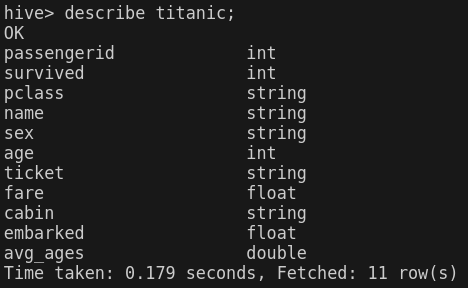 hive> describe titanic;
OK
passengerid int
survived int
pclass string
name string
sex string
age int
ticket string
fare float
cabin string
embarked float
avg_ages double
Time taken: 0.179 seconds, Fetched: 11 row(s)